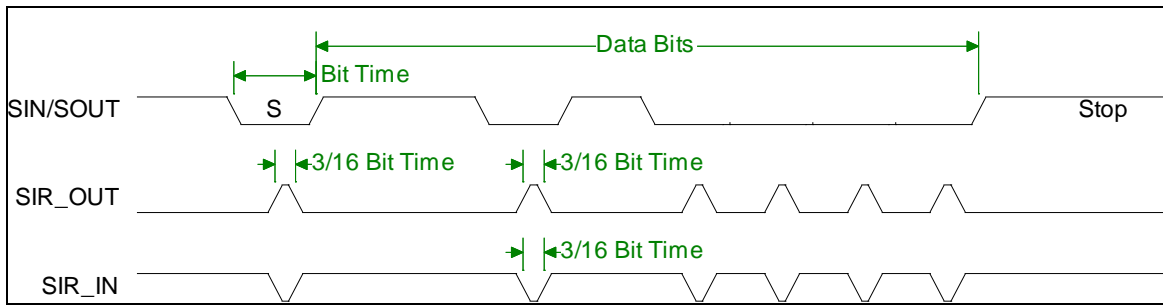 Data Bits
Bit Time
SIN/SOUT
S
Stop
3/16 Bit Time
3/16 Bit Time
SIR_OUT
3/16 Bit Time
SIR_IN